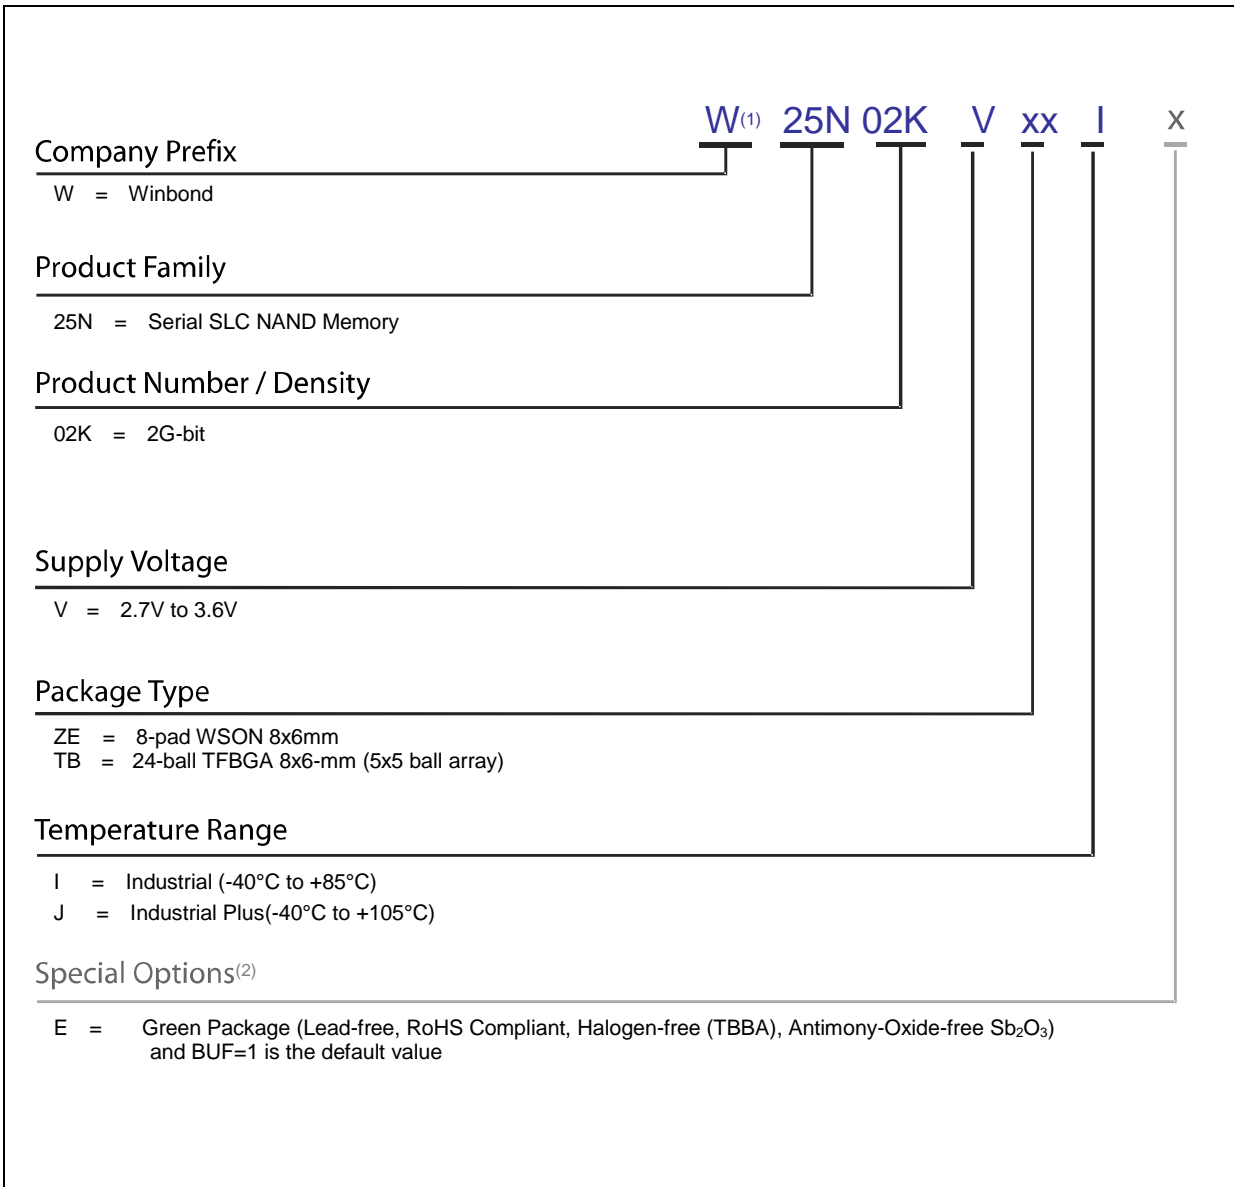 W(1) 25N 02K V xx I x
Company Prefix
W = Winbond
Product Family
25N = Serial SLC NAND Memory
Product Number / Density
02K = 2G-bit
Supply Voltage
V = 2.7V to 3.6V
Package Type
ZE = 8-pad WSON 8x6mm
TB = 24-ball TFBGA 8x6-mm (5x5 ball array)
Temperature Range
I = Industrial (-40°C to +85°C)
J = Industrial Plus(-40°C to +105°C)
Special Options(2)
E = Green Package (Lead-free, RoHS Compliant, Halogen-free (TBBA), Antimony-Oxide-free Sb₂O₃)
and BUF=1 is the default value